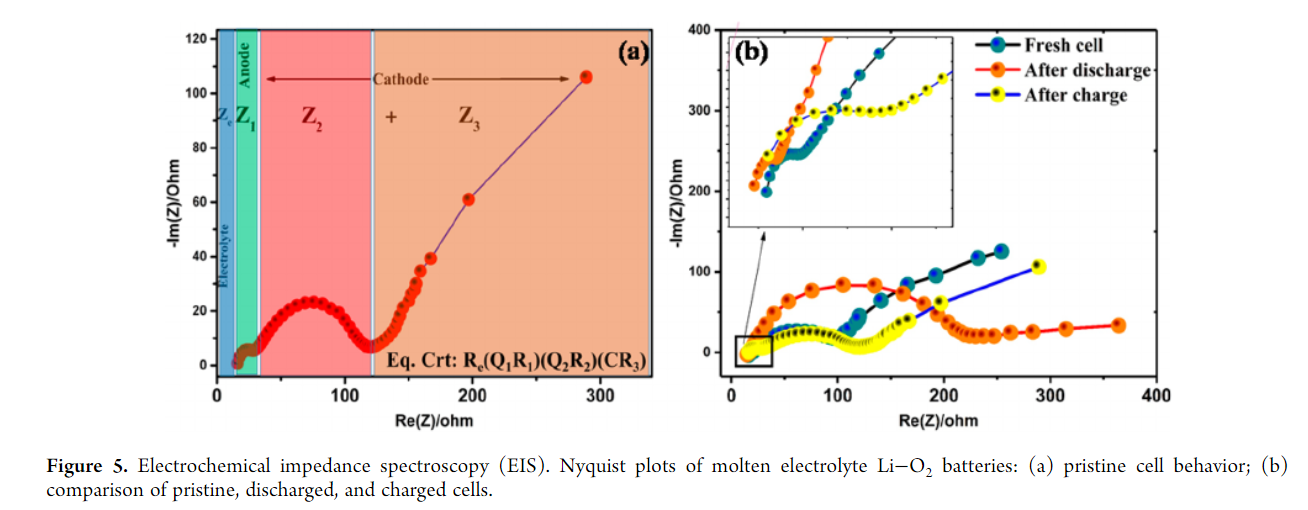 (a)
Electrolyte
Anode
Cathode
Zₑ Z₁ Z₂ + Z₃
120
100
80
60
40
20
0
-Im(Z)/Ohm
Eq. Crt: Rₑ(Q₁R₁)(Q₂R₂)(CR₃)
0 100 200 300
Re(Z)/ohm
(b)
Fresh cell
After discharge
After charge
400
300
200
100
0
-Im(Z)/Ohm
0 100 200 300 400
Re(Z)/ohm
Figure 5. Electrochemical impedance spectroscopy (EIS). Nyquist plots of molten electrolyte Li−O₂ batteries: (a) pristine cell behavior; (b)
comparison of pristine, discharged, and charged cells.